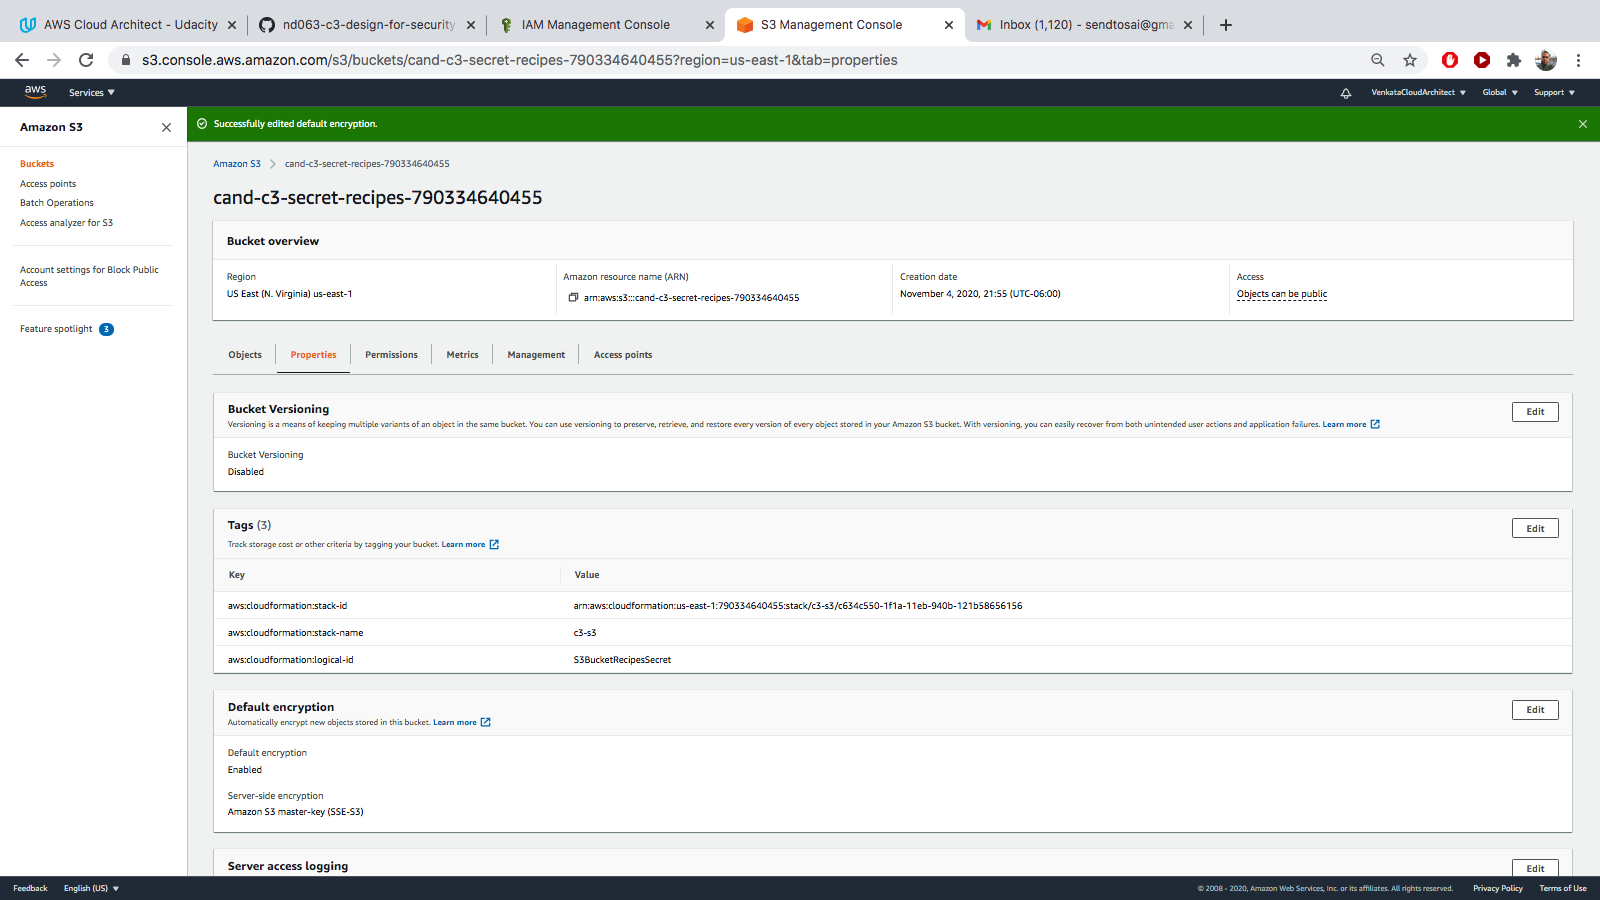 AWS Cloud Architect - Udacity
nd063-c3-design-for-security
IAM Management Console
S3 Management Console
Inbox (1,120) - sendtosai@gma
s3.console.aws.amazon.com/s3/buckets/cand-c3-secret-recipes-790334640455?region=us-east-1&tab=properties
aws Services VenkataCloudArchitect Global Support
Amazon S3
Successfully edited default encryption.
Buckets
Access points
Batch Operations
Access analyzer for S3
Account settings for Block Public
Access
Feature spotlight 3
Amazon S3 > cand-c3-secret-recipes-790334640455
cand-c3-secret-recipes-790334640455
Bucket overview
Region
US East (N. Virginia) us-east-1
Amazon resource name (ARN)
arn:aws:s3:::cand-c3-secret-recipes-790334640455
Creation date
November 4, 2020, 21:55 (UTC-06:00)
Access
Objects can be public
Objects Properties Permissions Metrics Management Access points
Bucket Versioning
Edit
Versioning is a means of keeping multiple variants of an object in the same bucket. You can use versioning to preserve, retrieve, and restore every version of every object stored in your Amazon S3 bucket. With versioning, you can easily recover from both unintended user actions and application failures. Learn more
Bucket Versioning
Disabled
Tags (3)
Edit
Track storage cost or other criteria by tagging your bucket. Learn more
Key Value
aws:cloudformation:stack-id arn:aws:cloudformation:us-east-1:790334640455:stack/c3-s3/c634c550-1f1a-11eb-940b-121b58656156
aws:cloudformation:stack-name c3-s3
aws:cloudformation:logical-id S3BucketRecipesSecret
Default encryption
Edit
Automatically encrypt new objects stored in this bucket. Learn more
Default encryption
Enabled
Server-side encryption
Amazon S3 master-key (SSE-S3)
Server access logging
Edit
Feedback English (US) © 2008 - 2020, Amazon Web Services, Inc. or its affiliates. All rights reserved. Privacy Policy Terms of Use